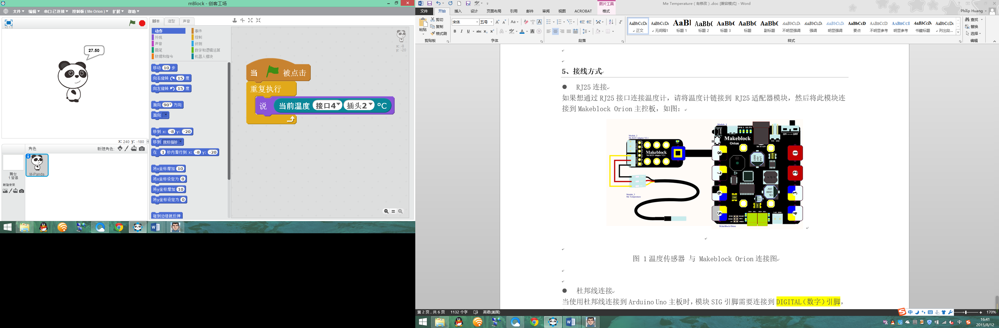 mBlock - 创客工场
文件 编辑 串口 已连接 控制板 ( Me Orion ) 扩展 帮助
v2.1.5
27.50
X: 240 y: -180
角色
新建角色:
舞台
1 背景
新建背景
M-Panda
脚本 造型 声音
动作
外观
声音
画笔
数据和指令
事件
控制
侦测
数字和逻辑运算
机器人模块
移动 10 步
向右旋转 15 度
向左旋转 15 度
面向 90 方向
面向
移到 x: -8 y: -20
移到 鼠标指针
在 1 秒内滑行到 x: -8 y: -20
将x坐标增加 10
将x坐标设定为 0
将y坐标增加 10
将y坐标设定为 0
碰到边缘就反弹
x: -8
y: -20
当 被点击
重复执行
说 当前温度 接口4 插头2 °C
图片工具
Me Temperature ( 有修改 ) .doc [兼容模式] - Word
文件 开始 插入 设计 页面布局 引用 邮件 审阅 视图 ACROBAT 格式
Philip Huang
粘贴
剪切
复制
格式刷
剪贴板
宋体 五号
字体
段落
正文 无间隔1 标题 1 标题 2 标题 3 标题 副标题 不明显强调 强调 明显强调 要点 不明显参考 明显参考 书籍标题 列出段...
样式
查找
替换
选择
编辑
5、接线方式
● RJ25 连接
如果想通过 RJ25 接口连接温度计，请将温度计链接到 RJ25 适配器模块，然后将此模块连
接到 Makeblock Orion 主控板，如图：
Module_1
Makeblock
Orion
PWR L RX TX
ON OFF
DC 6-12V
Module_2
Me RJ25 Adapter V2.1
Makeblock
Me RJ25 Adapter V2.1
Module_3
Me Temperature
8 7 6 5
1 2 3 4
MakeBlock Orion
图 1 温度传感器 与 Makeblock Orion 连接图
● 杜邦线连接
当使用杜邦线连接到 Arduino Uno 主板时，模块 SIG 引脚需要连接到 DIGITAL（数字）引脚，
第 2 页，共 6 页 1132 个字 英语(美国)
170%
中
16:41
2015/8/12